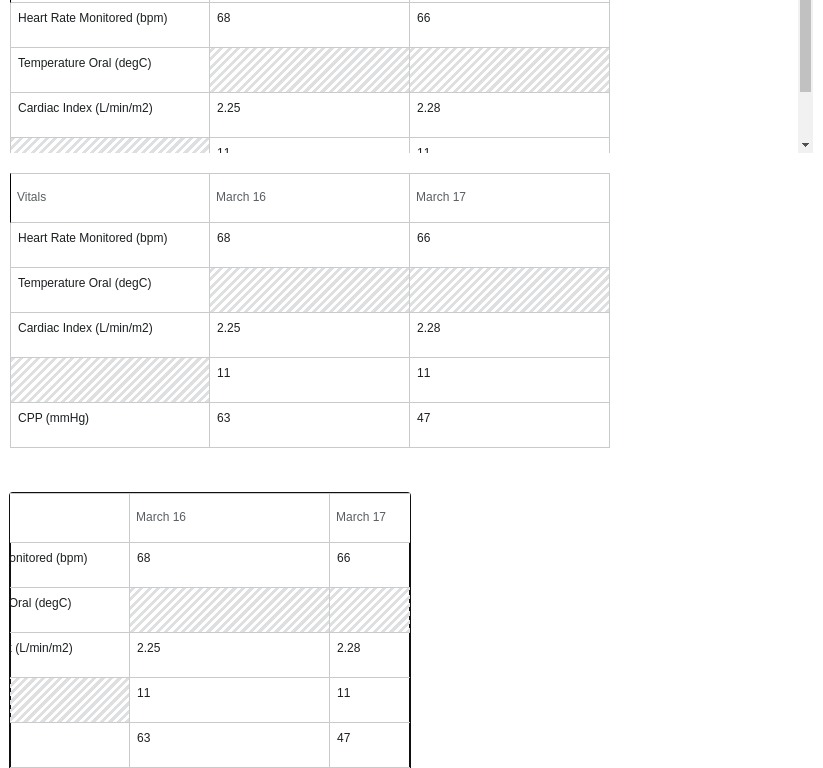 Heart Rate Monitored (bpm) 68 66
Temperature Oral (degC)
Cardiac Index (L/min/m2) 2.25 2.28
11 11
Vitals March 16 March 17
Heart Rate Monitored (bpm) 68 66
Temperature Oral (degC)
Cardiac Index (L/min/m2) 2.25 2.28
11 11
CPP (mmHg) 63 47
March 16 March 17
onitored (bpm) 68 66
Oral (degC)
(L/min/m2) 2.25 2.28
11 11
63 47